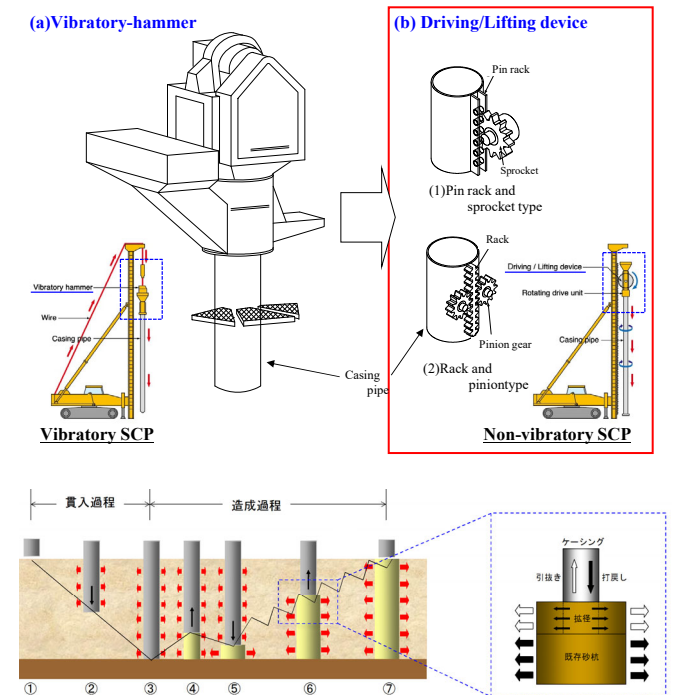 (a)Vibratory-hammer
(b) Driving/Lifting device
Pin rack
Sprocket
(1)Pin rack and
sprocket type
Rack
Pinion gear
(2)Rack and
piniontype
Casing
pipe
Vibratory hammer
Wire
Casing pipe
Vibratory SCP
Driving / Lifting device
Rotating drive unit
Casing pipe
Non-vibratory SCP
貫入過程
造成過程
① ② ③ ④ ⑤ ⑥ ⑦
ケーシング
引抜き
打戻し
拡径
既存砂杭